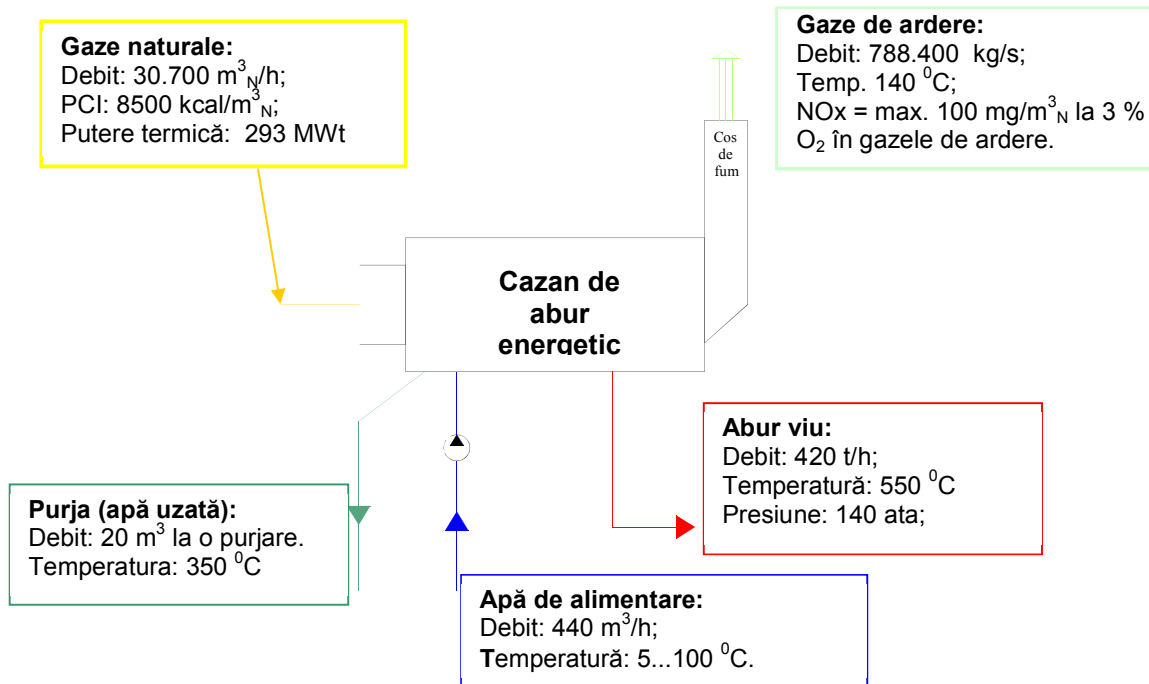 Gaze naturale:
Debit: 30.700 m³N/h;
PCI: 8500 kcal/m³N;
Putere termică: 293 MWt
Gaze de ardere:
Debit: 788.400 kg/s;
Temp. 140 ⁰C;
NOx = max. 100 mg/m³N la 3 %
O₂ în gazele de ardere.
Cos
de
fum
Cazan de
abur
energetic
Abur viu:
Debit: 420 t/h;
Temperatură: 550 ⁰C
Presiune: 140 ata;
Purja (apă uzată):
Debit: 20 m³ la o purjare.
Temperatura: 350 ⁰C
Apă de alimentare:
Debit: 440 m³/h;
Temperatură: 5...100 ⁰C.